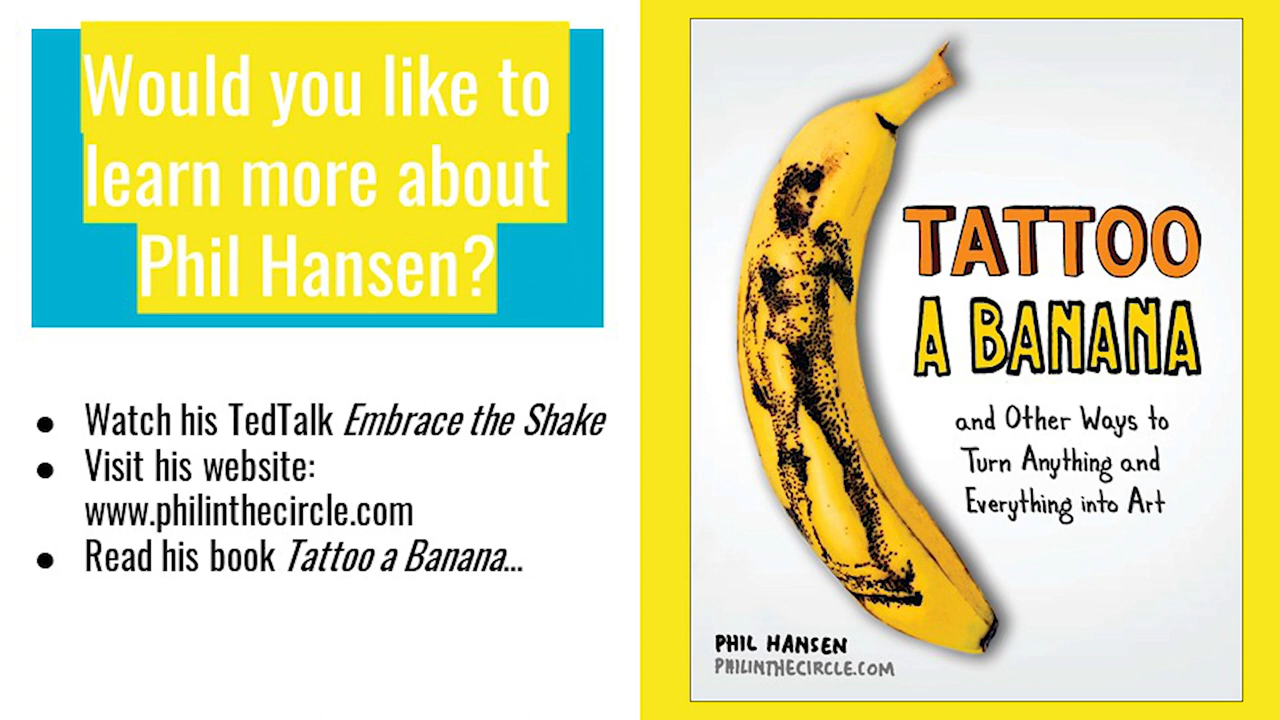 Would you like to
learn more about
Phil Hansen?
● Watch his TedTalk Embrace the Shake
● Visit his website:
www.philinthecircle.com
● Read his book Tattoo a Banana...
TATTOO
A BANANA
and Other Ways to
Turn Anything and
Everything into Art
PHIL HANSEN
PHILINTHECIRCLE.COM